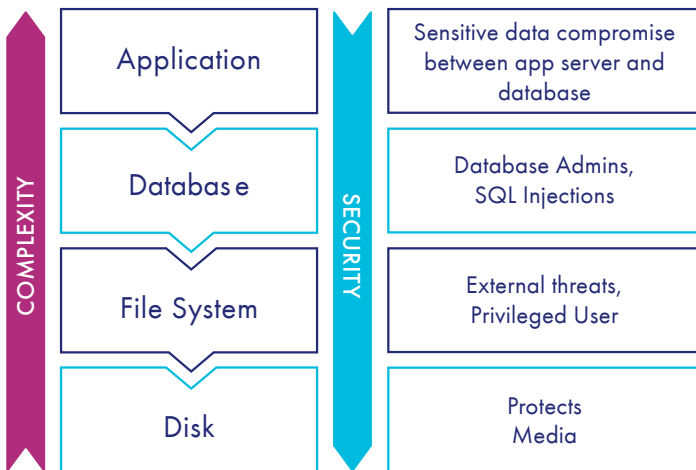 COMPLEXITY
Application
Database
File System
Disk
SECURITY
Sensitive data compromise
between app server and
database
Database Admins,
SQL Injections
External threats,
Privileged User
Protects
Media